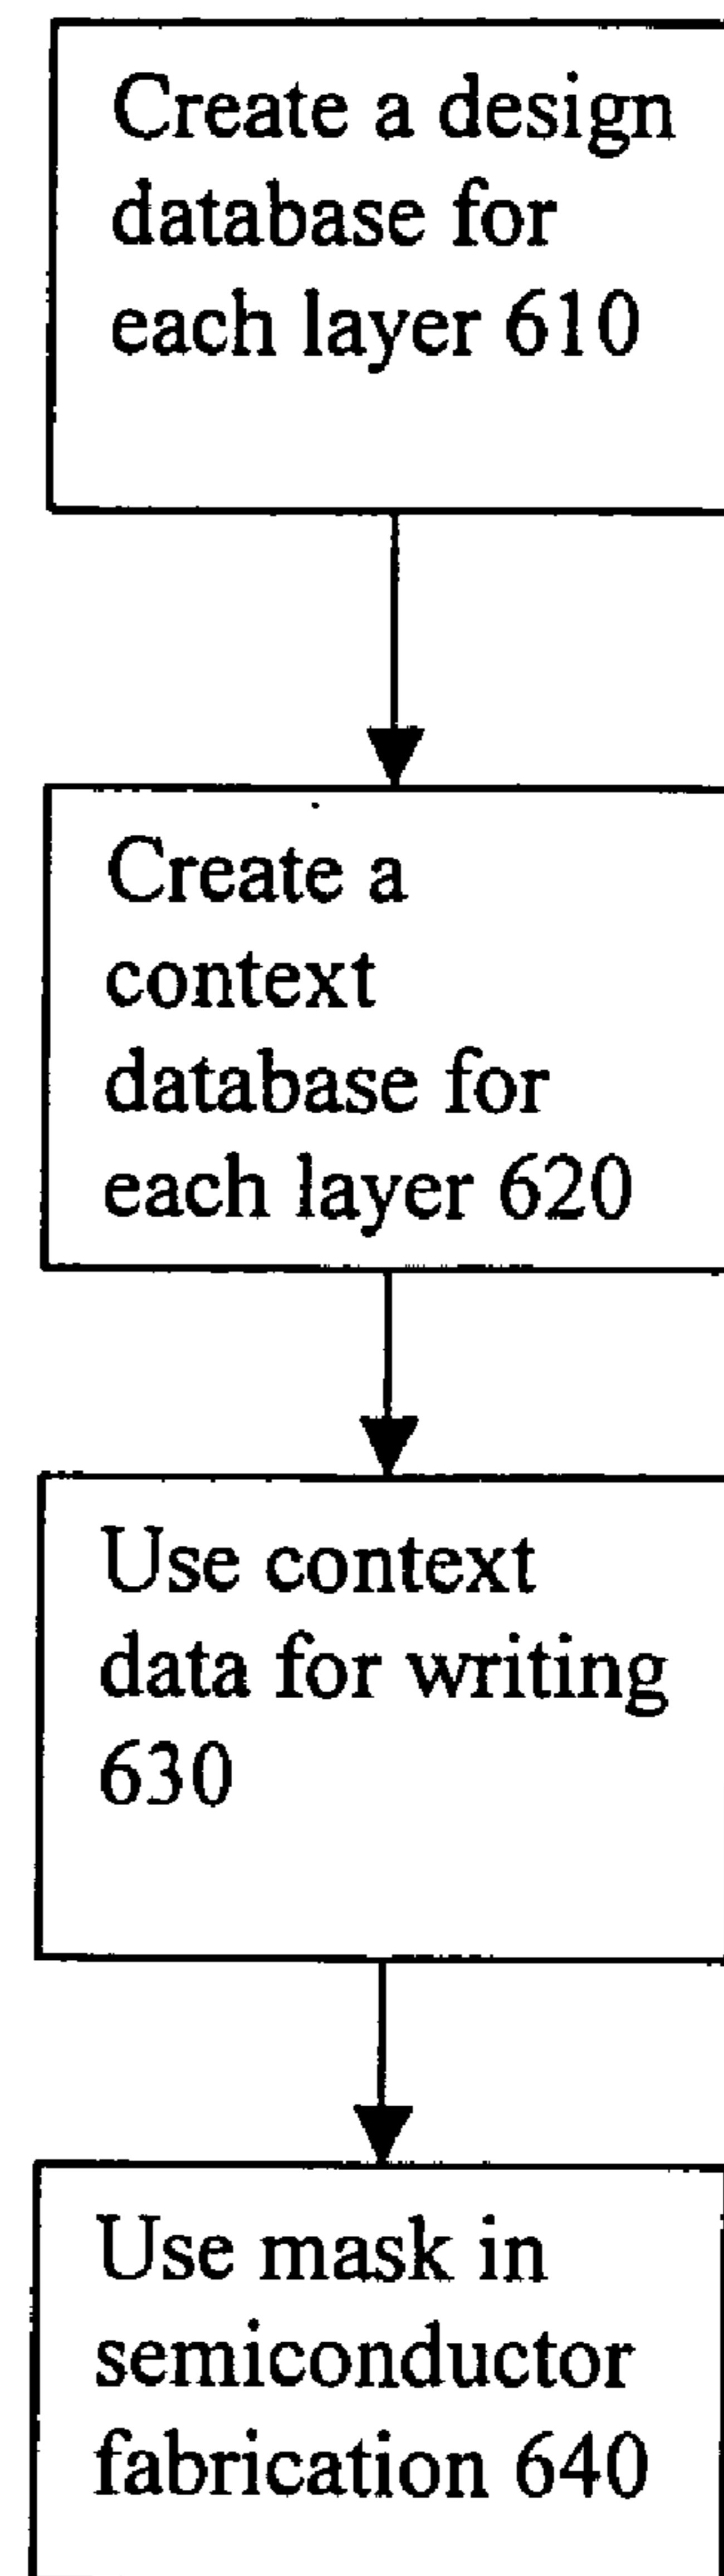 Create a design
database for
each layer 610
Create a
context
database for
each layer 620
Use context
data for writing
630
Use mask in
semiconductor
fabrication 640